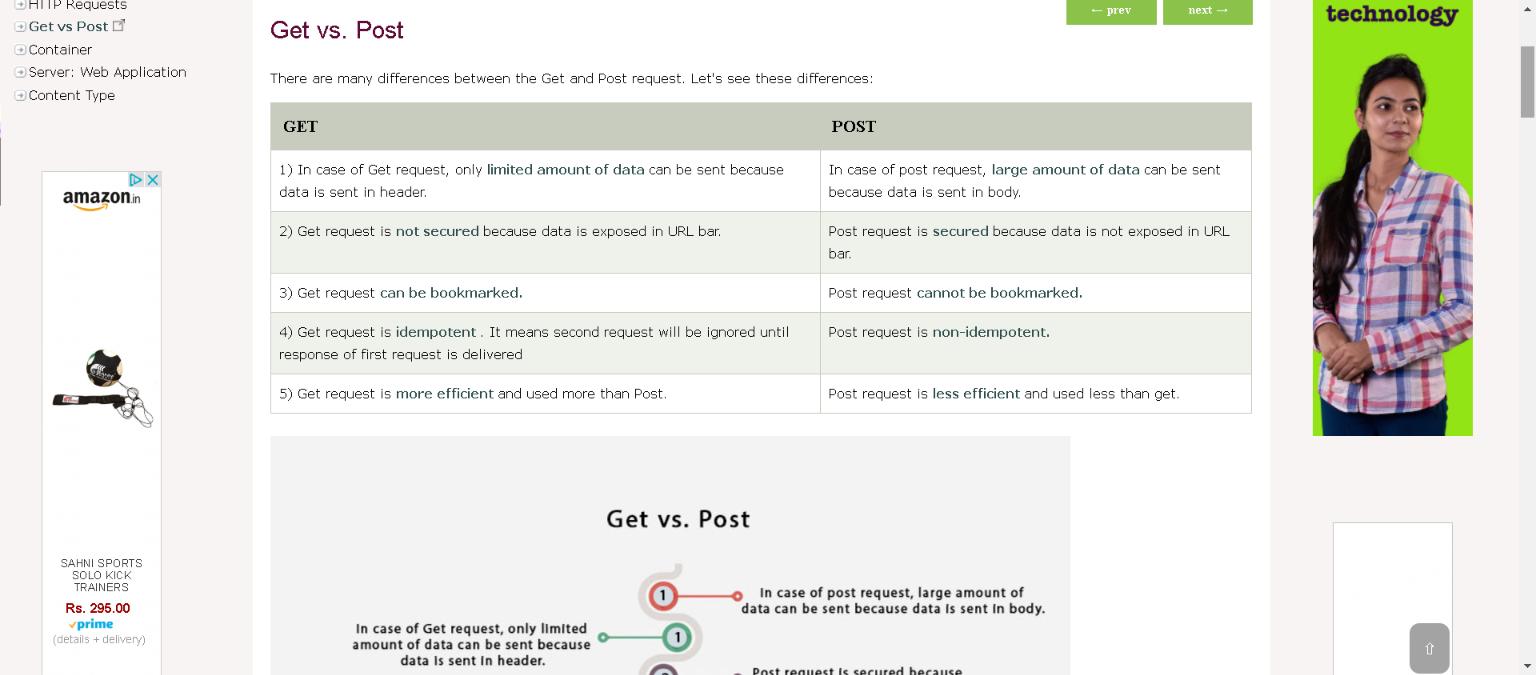 HTTP Requests
Get vs Post
Container
Server: Web Application
Content Type
amazon.in
SAHNI SPORTS
SOLO KICK
TRAINERS
Rs. 295.00
prime
(details + delivery)
← prev
next →
Get vs. Post
There are many differences between the Get and Post request. Let's see these differences:
GET
POST
1) In case of Get request, only limited amount of data can be sent because
data is sent in header.
In case of post request, large amount of data can be sent
because data is sent in body.
2) Get request is not secured because data is exposed in URL bar.
Post request is secured because data is not exposed in URL
bar.
3) Get request can be bookmarked.
Post request cannot be bookmarked.
4) Get request is idempotent . It means second request will be ignored until
response of first request is delivered
Post request is non-idempotent.
5) Get request is more efficient and used more than Post.
Post request is less efficient and used less than get.
Get vs. Post
1
In case of post request, large amount of
data can be sent because data is sent in body.
In case of Get request, only limited
amount of data can be sent because
data is sent in header.
1
Post request is secured because
technology
⇧